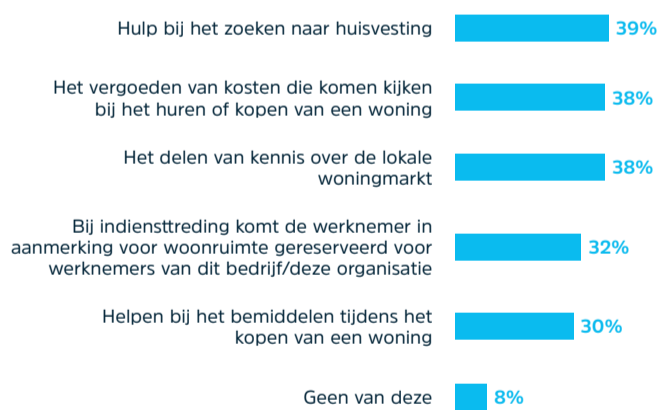 Hulp bij het zoeken naar huisvesting 39%
Het vergoeden van kosten die komen kijken
bij het huren of kopen van een woning 38%
Het delen van kennis over de lokale
woningmarkt 38%
Bij indiensttreding komt de werknemer in
aanmerking voor woonruimte gereserveerd voor
werknemers van dit bedrijf/deze organisatie 32%
Helpen bij het bemiddelen tijdens het
kopen van een woning 30%
Geen van deze 8%